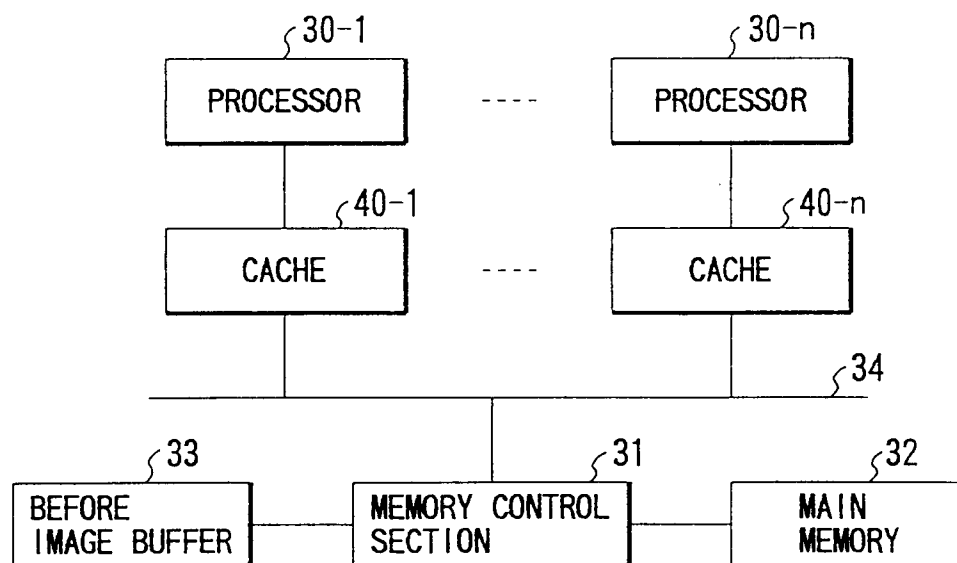 30-1 30-n
PROCESSOR ---- PROCESSOR
40-1 40-n
CACHE ---- CACHE
34
33 31 32
BEFORE IMAGE BUFFER
MEMORY CONTROL SECTION
MAIN MEMORY